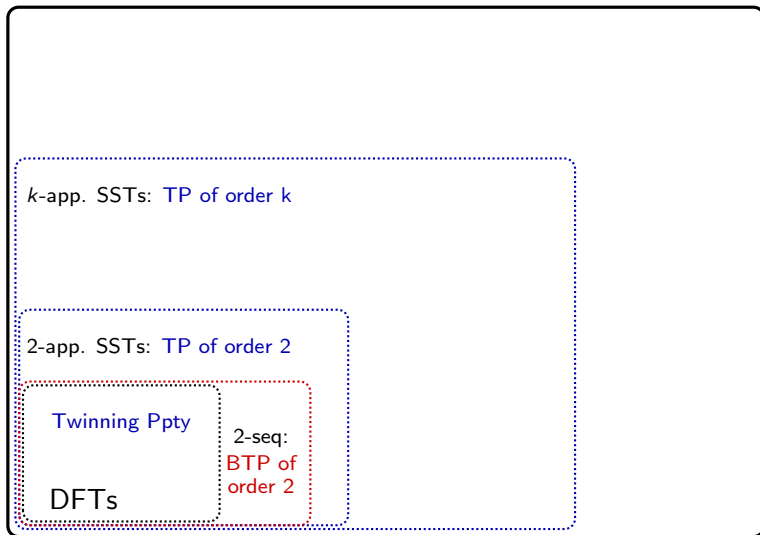 k-app. SSTs: TP of order k
2-app. SSTs: TP of order 2
Twinning Ppty
2-seq:
BTP of
order 2
DFTs